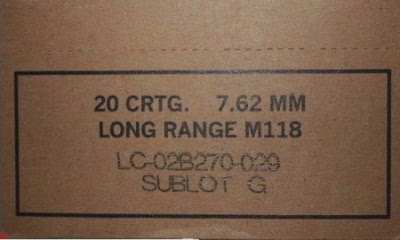 20 CRTG. 7.62 MM
LONG RANGE M118
LC-02B270-029
SUBLOT G